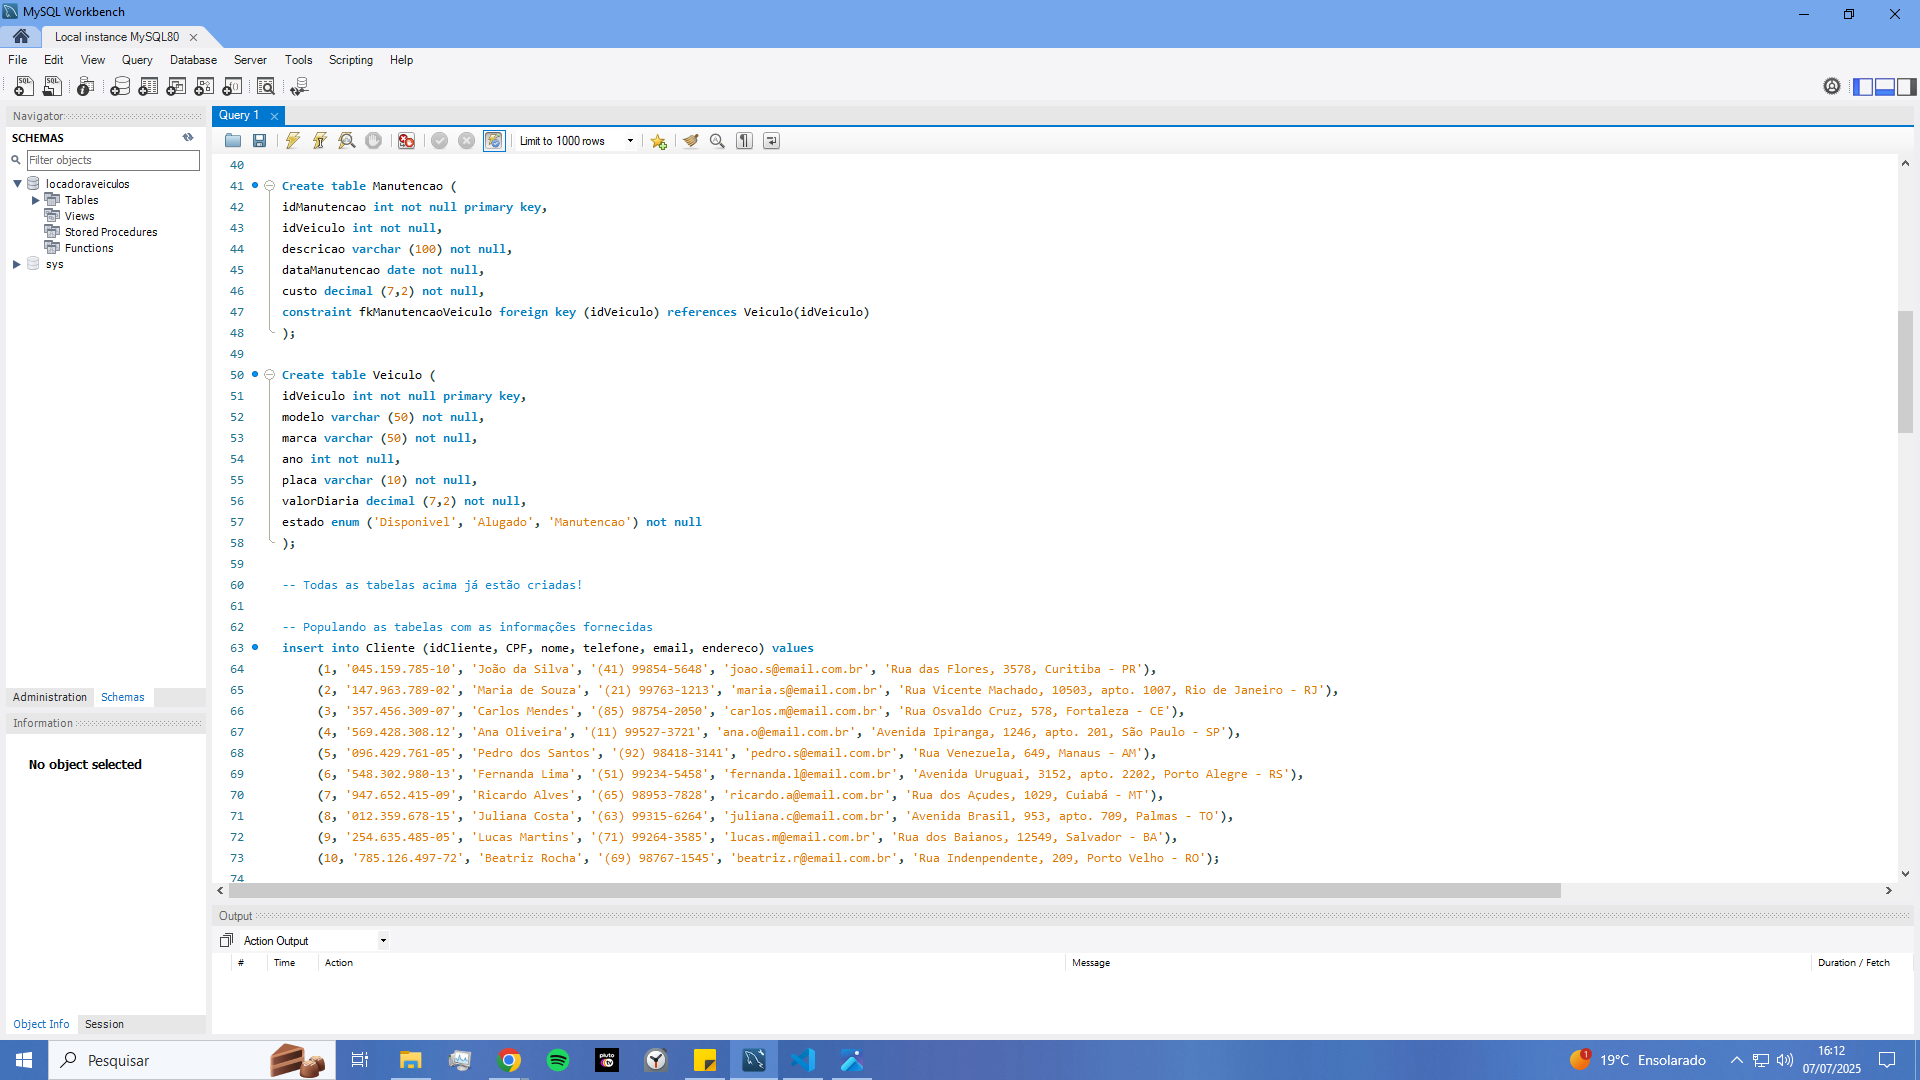 MySQL Workbench
Local instance MySQL80
File Edit View Query Database Server Tools Scripting Help
Navigator
SCHEMAS
Filter objects
locadoraveiculos
Tables
Views
Stored Procedures
Functions
sys
Administration Schemas
Information
No object selected
Object Info Session
Query 1
Limit to 1000 rows
40
41 Create table Manutencao (
42 idManutencao int not null primary key,
43 idVeiculo int not null,
44 descricao varchar (100) not null,
45 dataManutencao date not null,
46 custo decimal (7,2) not null,
47 constraint fkManutencaoVeiculo foreign key (idVeiculo) references Veiculo(idVeiculo)
48 );
49
50 Create table Veiculo (
51 idVeiculo int not null primary key,
52 modelo varchar (50) not null,
53 marca varchar (50) not null,
54 ano int not null,
55 placa varchar (10) not null,
56 valorDiaria decimal (7,2) not null,
57 estado enum ('Disponivel', 'Alugado', 'Manutencao') not null
58 );
59
60 -- Todas as tabelas acima já estão criadas!
61
62 -- Populando as tabelas com as informações fornecidas
63 insert into Cliente (idCliente, CPF, nome, telefone, email, endereco) values
64 (1, '045.159.785-10', 'João da Silva', '(41) 99854-5648', 'joao.s@email.com.br', 'Rua das Flores, 3578, Curitiba - PR'),
65 (2, '147.963.789-02', 'Maria de Souza', '(21) 99763-1213', 'maria.s@email.com.br', 'Rua Vicente Machado, 10503, apto. 1007, Rio de Janeiro - RJ'),
66 (3, '357.456.309-07', 'Carlos Mendes', '(85) 98754-2050', 'carlos.m@email.com.br', 'Rua Osvaldo Cruz, 578, Fortaleza - CE'),
67 (4, '569.428.308.12', 'Ana Oliveira', '(11) 99527-3721', 'ana.o@email.com.br', 'Avenida Ipiranga, 1246, apto. 201, São Paulo - SP'),
68 (5, '096.429.761-05', 'Pedro dos Santos', '(92) 98418-3141', 'pedro.s@email.com.br', 'Rua Venezuela, 649, Manaus - AM'),
69 (6, '548.302.980-13', 'Fernanda Lima', '(51) 99234-5458', 'fernanda.l@email.com.br', 'Avenida Uruguai, 3152, apto. 2202, Porto Alegre - RS'),
70 (7, '947.652.415-09', 'Ricardo Alves', '(65) 98953-7828', 'ricardo.a@email.com.br', 'Rua dos Açudes, 1029, Cuiabá - MT'),
71 (8, '012.359.678-15', 'Juliana Costa', '(63) 99315-6264', 'juliana.c@email.com.br', 'Avenida Brasil, 953, apto. 709, Palmas - TO'),
72 (9, '254.635.485-05', 'Lucas Martins', '(71) 99264-3585', 'lucas.m@email.com.br', 'Rua dos Baianos, 12549, Salvador - BA'),
73 (10, '785.126.497-72', 'Beatriz Rocha', '(69) 98767-1545', 'beatriz.r@email.com.br', 'Rua Indenpendente, 209, Porto Velho - RO');
74
Output
Action Output
# Time Action Message Duration / Fetch
Pesquisar
pluto tv
1
19°C Ensolarado
16:12
07/07/2025